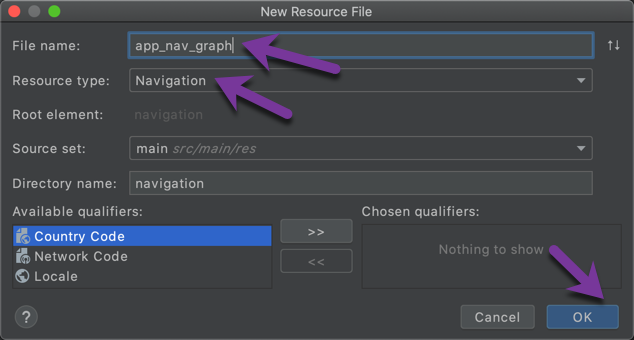 New Resource File
File name: app_nav_graph
Resource type: Navigation
Root element: navigation
Source set: main src/main/res
Directory name: navigation
Available qualifiers: Chosen qualifiers:
Country Code >>
Network Code Nothing to show
Locale <<
? Cancel OK